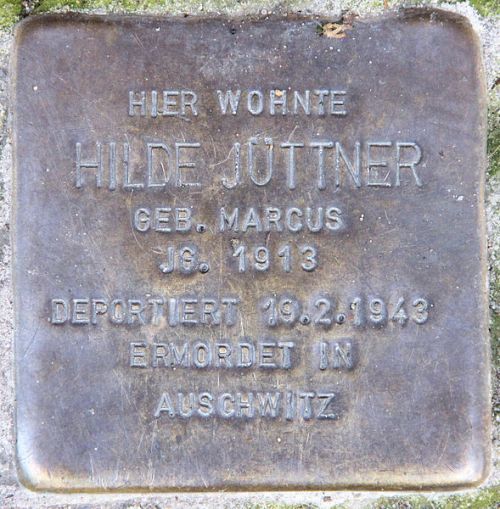 HIER WOHNTE
HILDE JÜTTNER
GEB. MARCUS
JG. 1913
DEPORTIERT 19.2.1943
ERMORDET IN
AUSCHWITZ